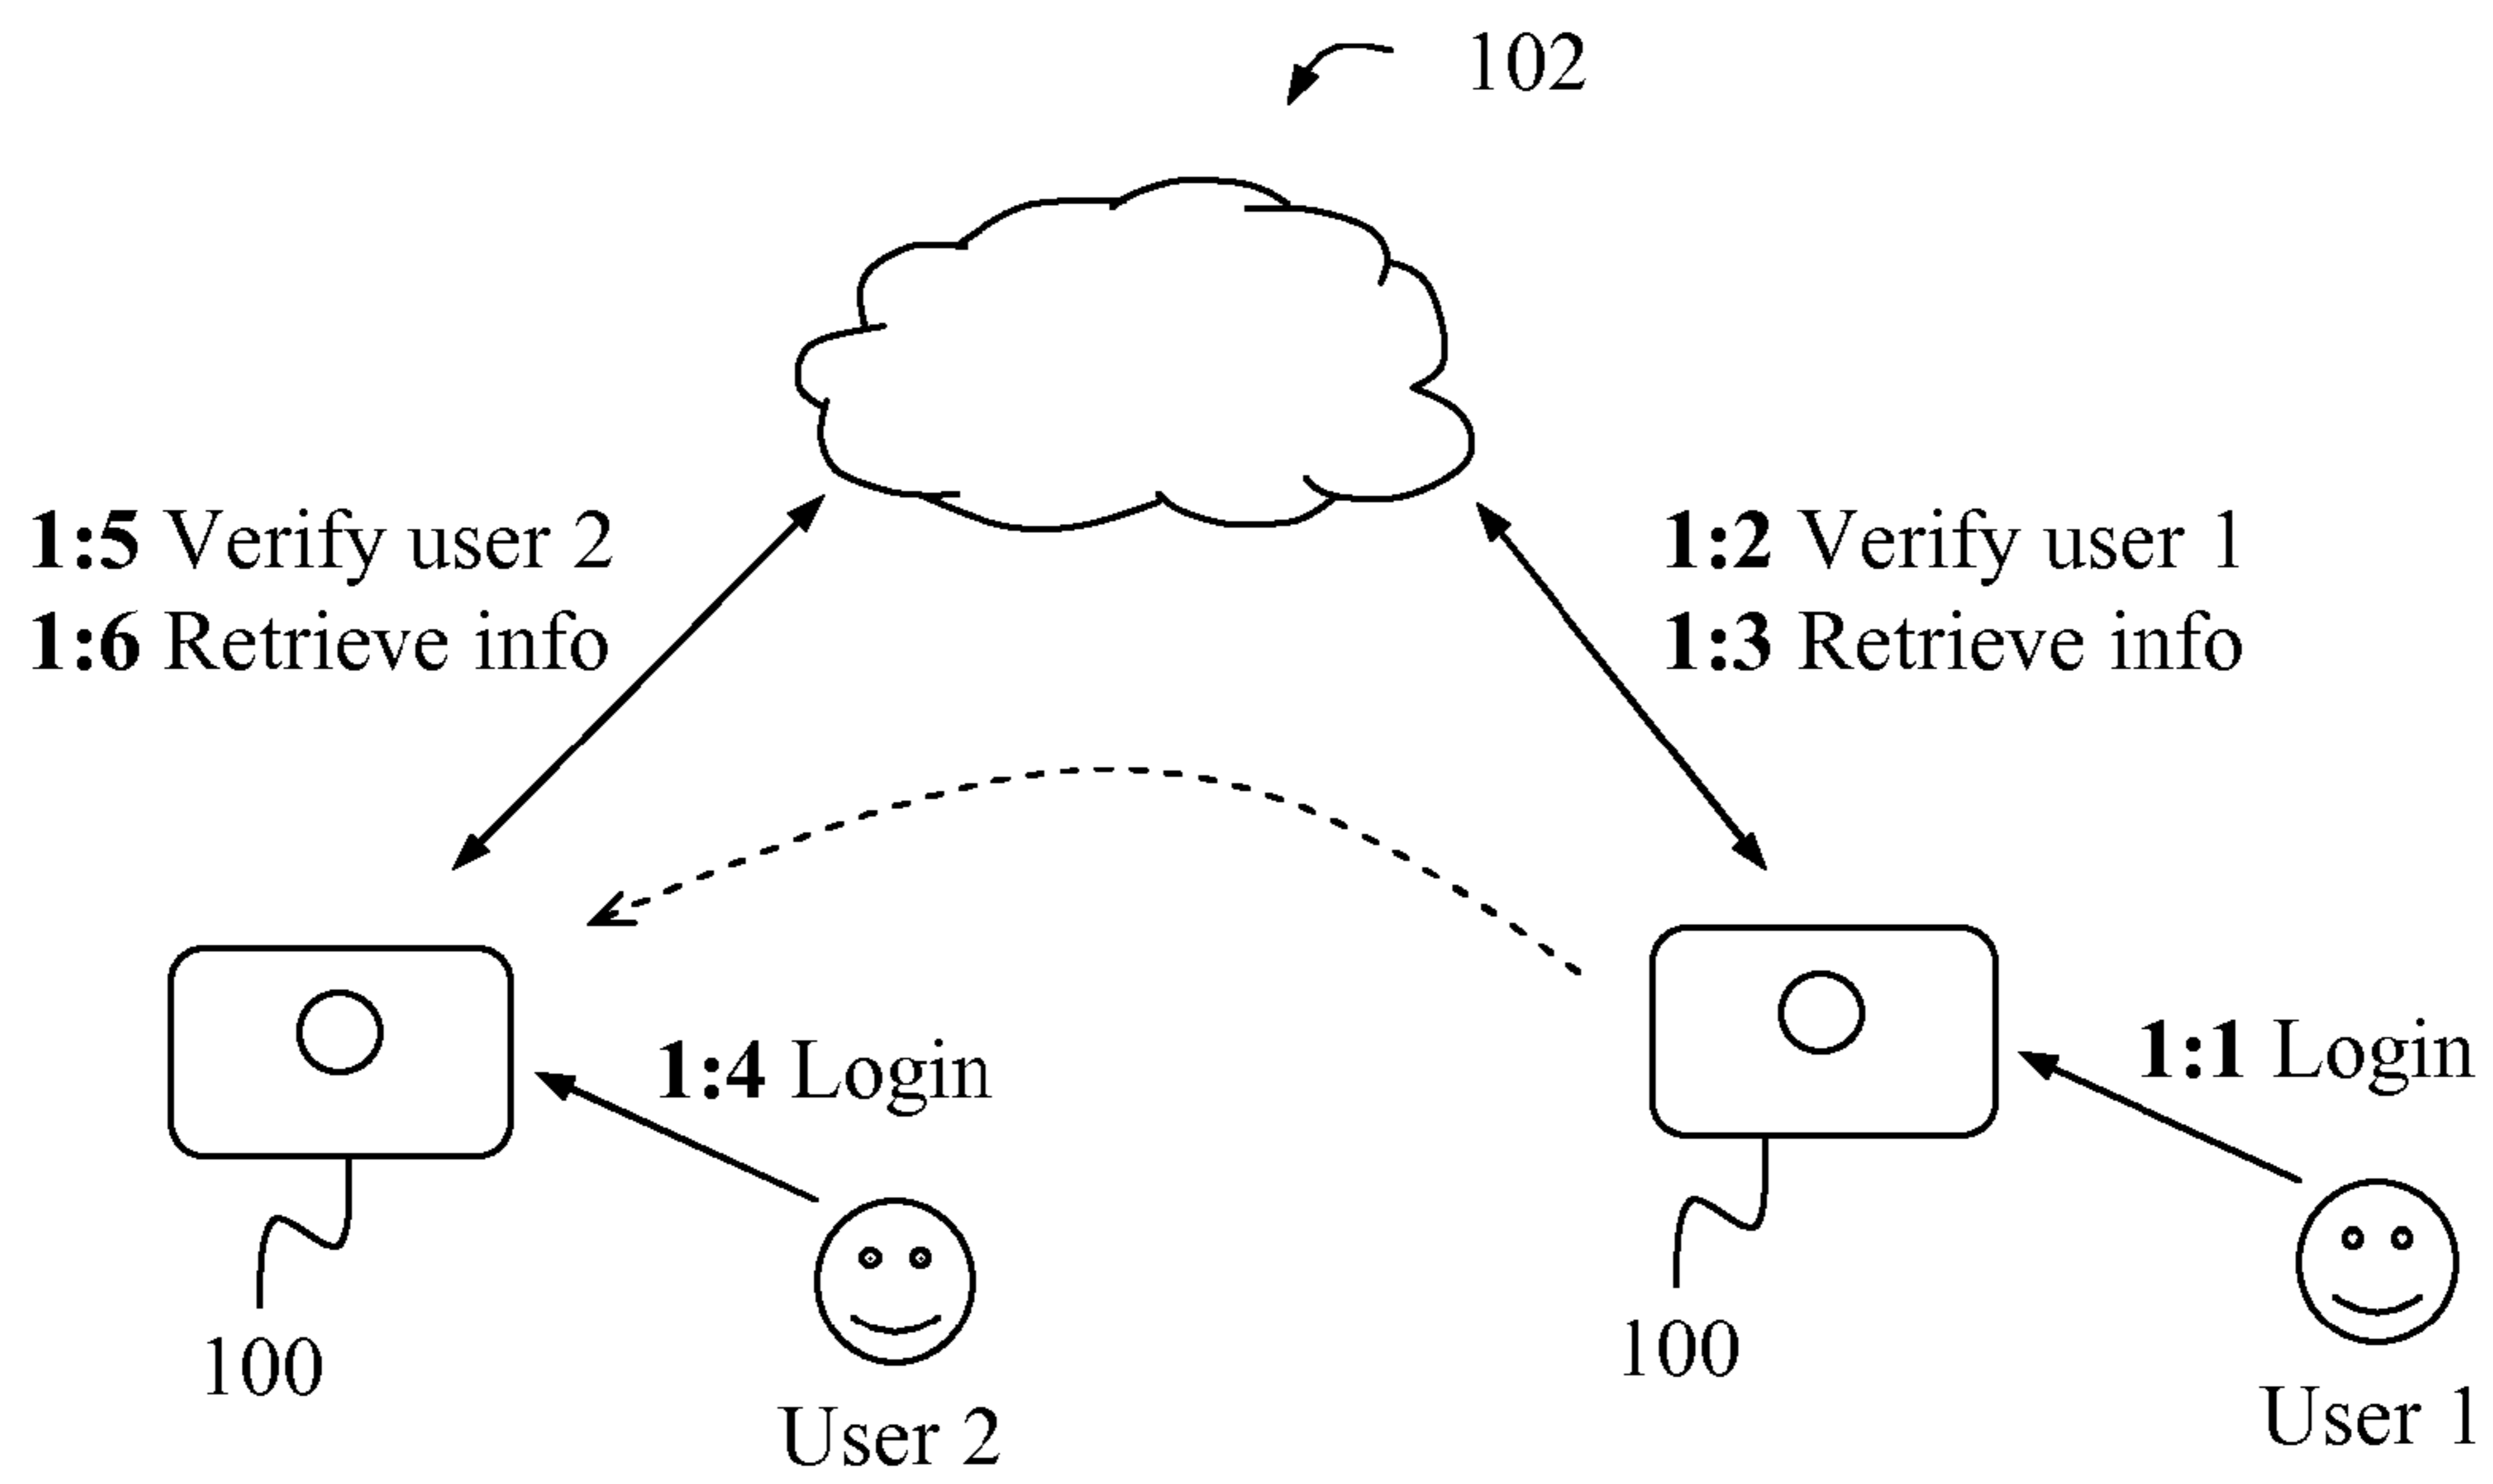 102
1:5 Verify user 2
1:6 Retrieve info
1:2 Verify user 1
1:3 Retrieve info
1:4 Login
1:1 Login
100
User 2
100
User 1